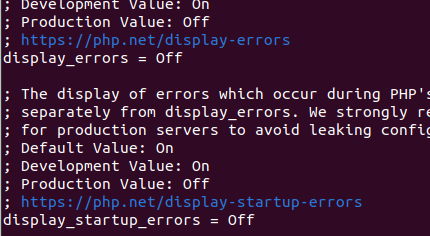 ; Development Value: On
; Production Value: Off
; https://php.net/display-errors
display_errors = Off
; The display of errors which occur during PHP's
; separately from display_errors. We strongly re
; for production servers to avoid leaking config
; Default Value: On
; Development Value: On
; Production Value: Off
; https://php.net/display-startup-errors
display_startup_errors = Off